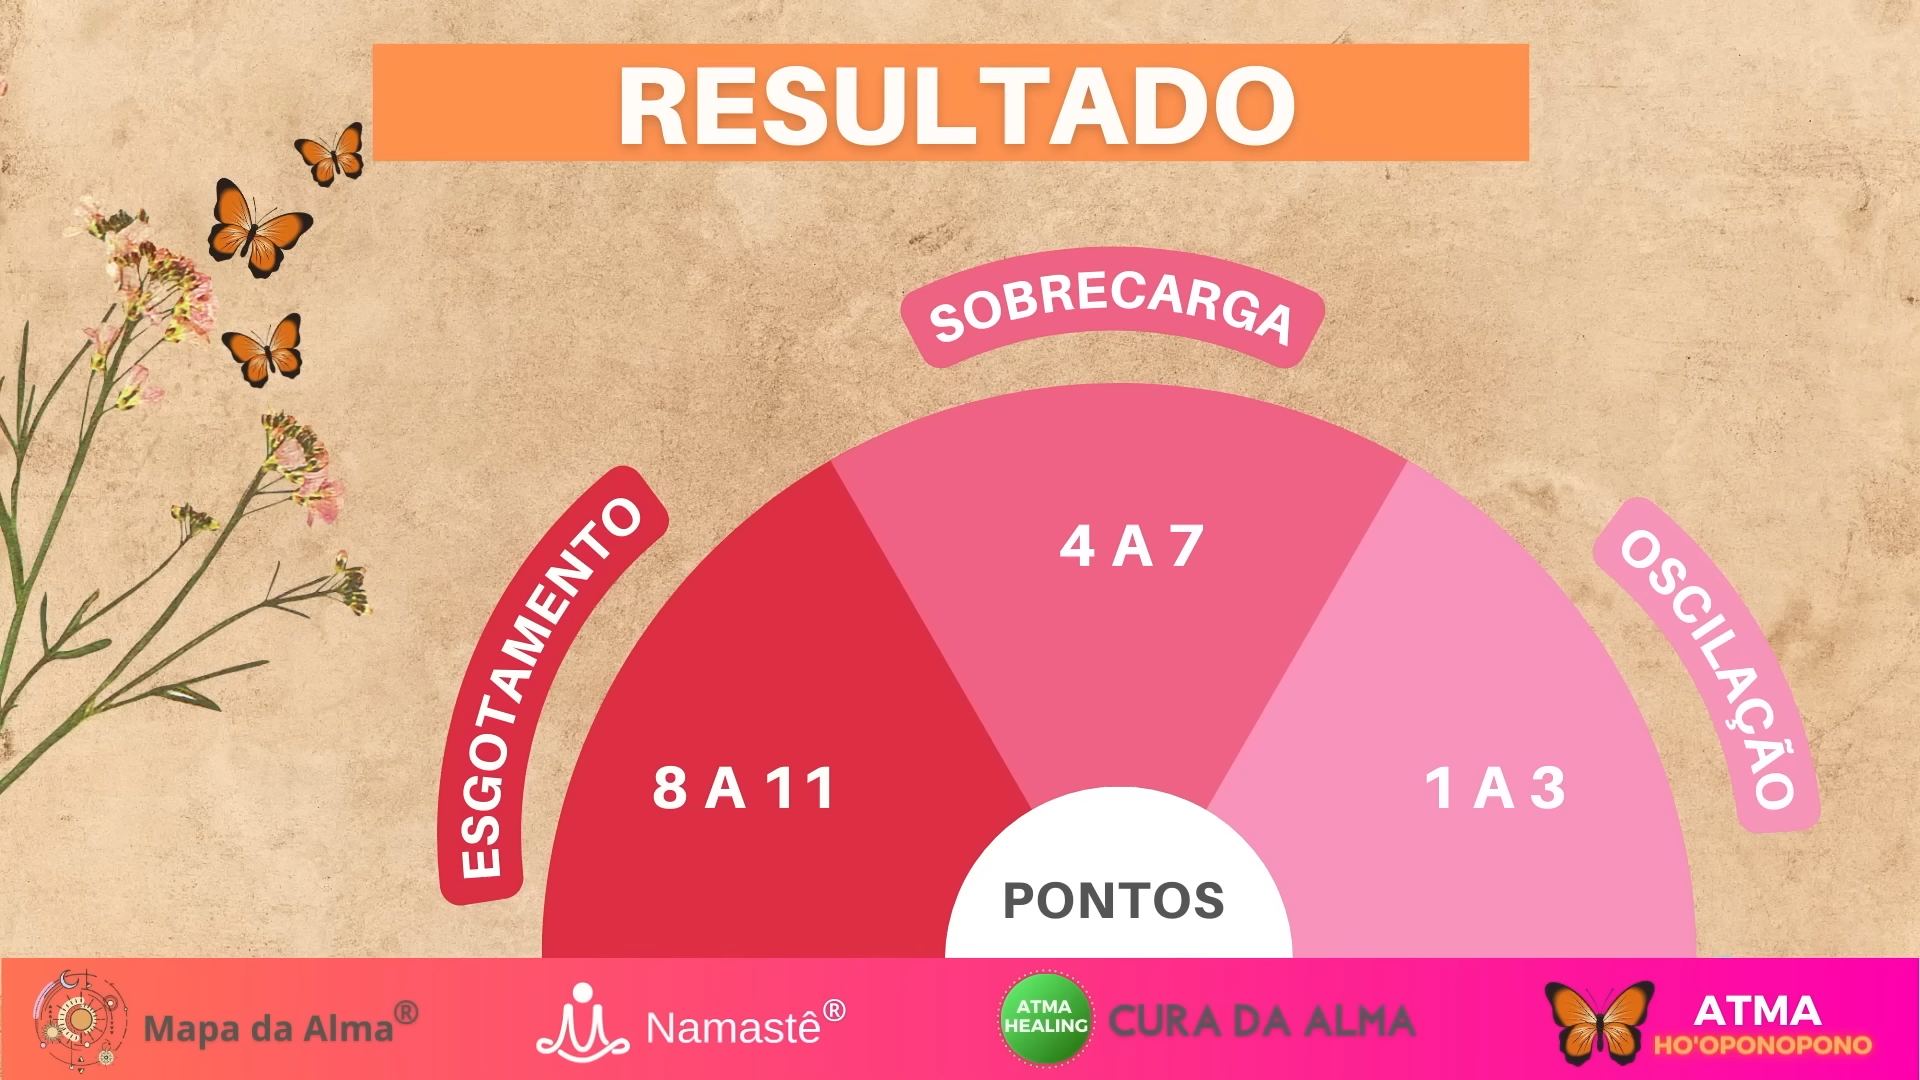 RESULTADO
SOBRECARGA
ESGOTAMENTO
OSCILAÇÃO
4 A 7
8 A 11
1 A 3
PONTOS
Mapa da Alma®
Namastê®
ATMA
HEALING
CURA DA ALMA
ATMA
HO'OPONOPONO